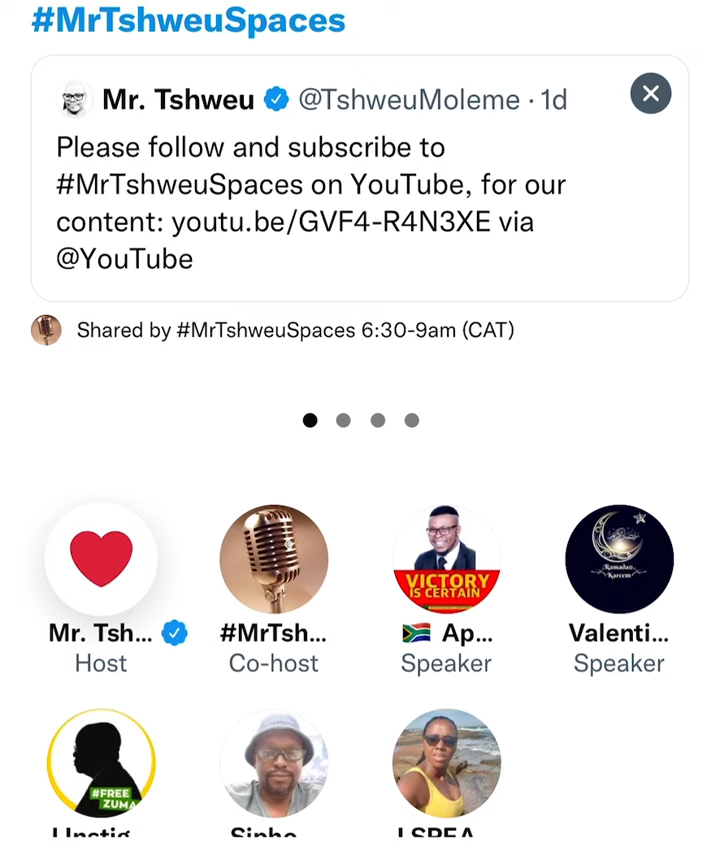 #MrTshweuSpaces
Mr. Tshweu @TshweuMoleme · 1d
Please follow and subscribe to
#MrTshweuSpaces on YouTube, for our
content: youtu.be/GVF4-R4N3XE via
@YouTube
Shared by #MrTshweuSpaces 6:30-9am (CAT)
VICTORY
IS CERTAIN
Ramadan
Kareem
Mr. Tsh... #MrTsh... Ap... Valenti...
Host Co-host Speaker Speaker
#FREE
ZUMA
Sipho